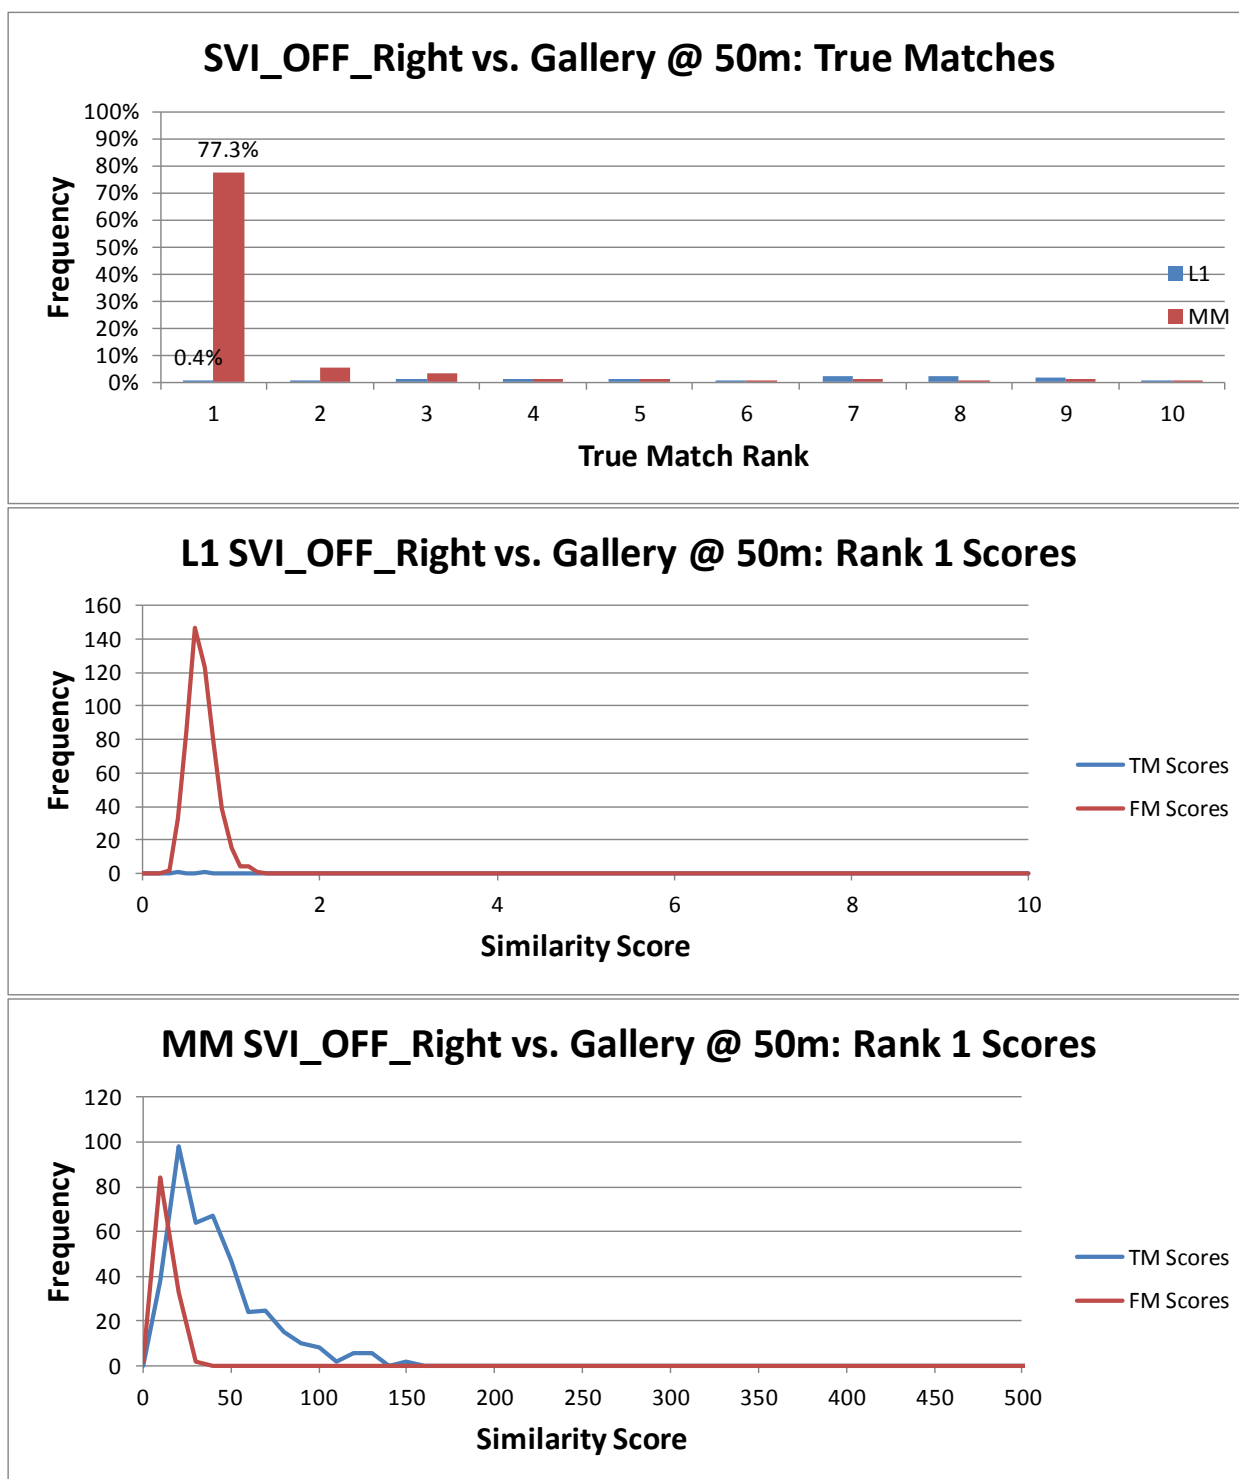 SVI_OFF_Right vs. Gallery @ 50m: True Matches
100%
90%
80%
70%
60%
50%
40%
30%
20%
10%
0%
Frequency
77.3%
0.4%
L1
MM
1 2 3 4 5 6 7 8 9 10
True Match Rank
L1 SVI_OFF_Right vs. Gallery @ 50m: Rank 1 Scores
160
140
120
100
80
60
40
20
0
Frequency
TM Scores
FM Scores
0 2 4 6 8 10
Similarity Score
MM SVI_OFF_Right vs. Gallery @ 50m: Rank 1 Scores
120
100
80
60
40
20
0
Frequency
TM Scores
FM Scores
0 50 100 150 200 250 300 350 400 450 500
Similarity Score